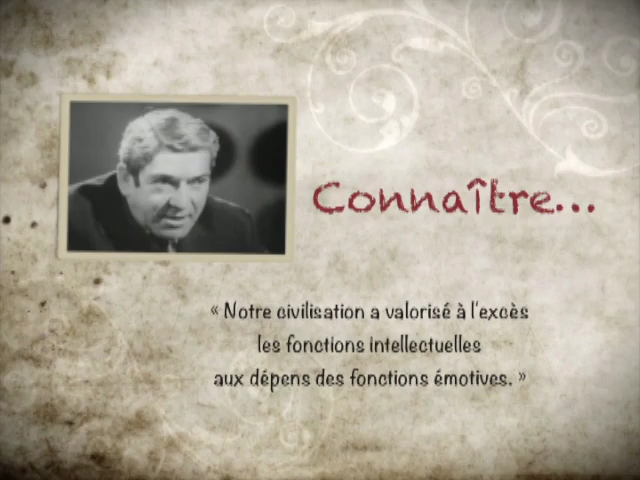 Connaître...
« Notre civilisation a valorisé à l'excès
les fonctions intellectuelles
aux dépens des fonctions émotives. »